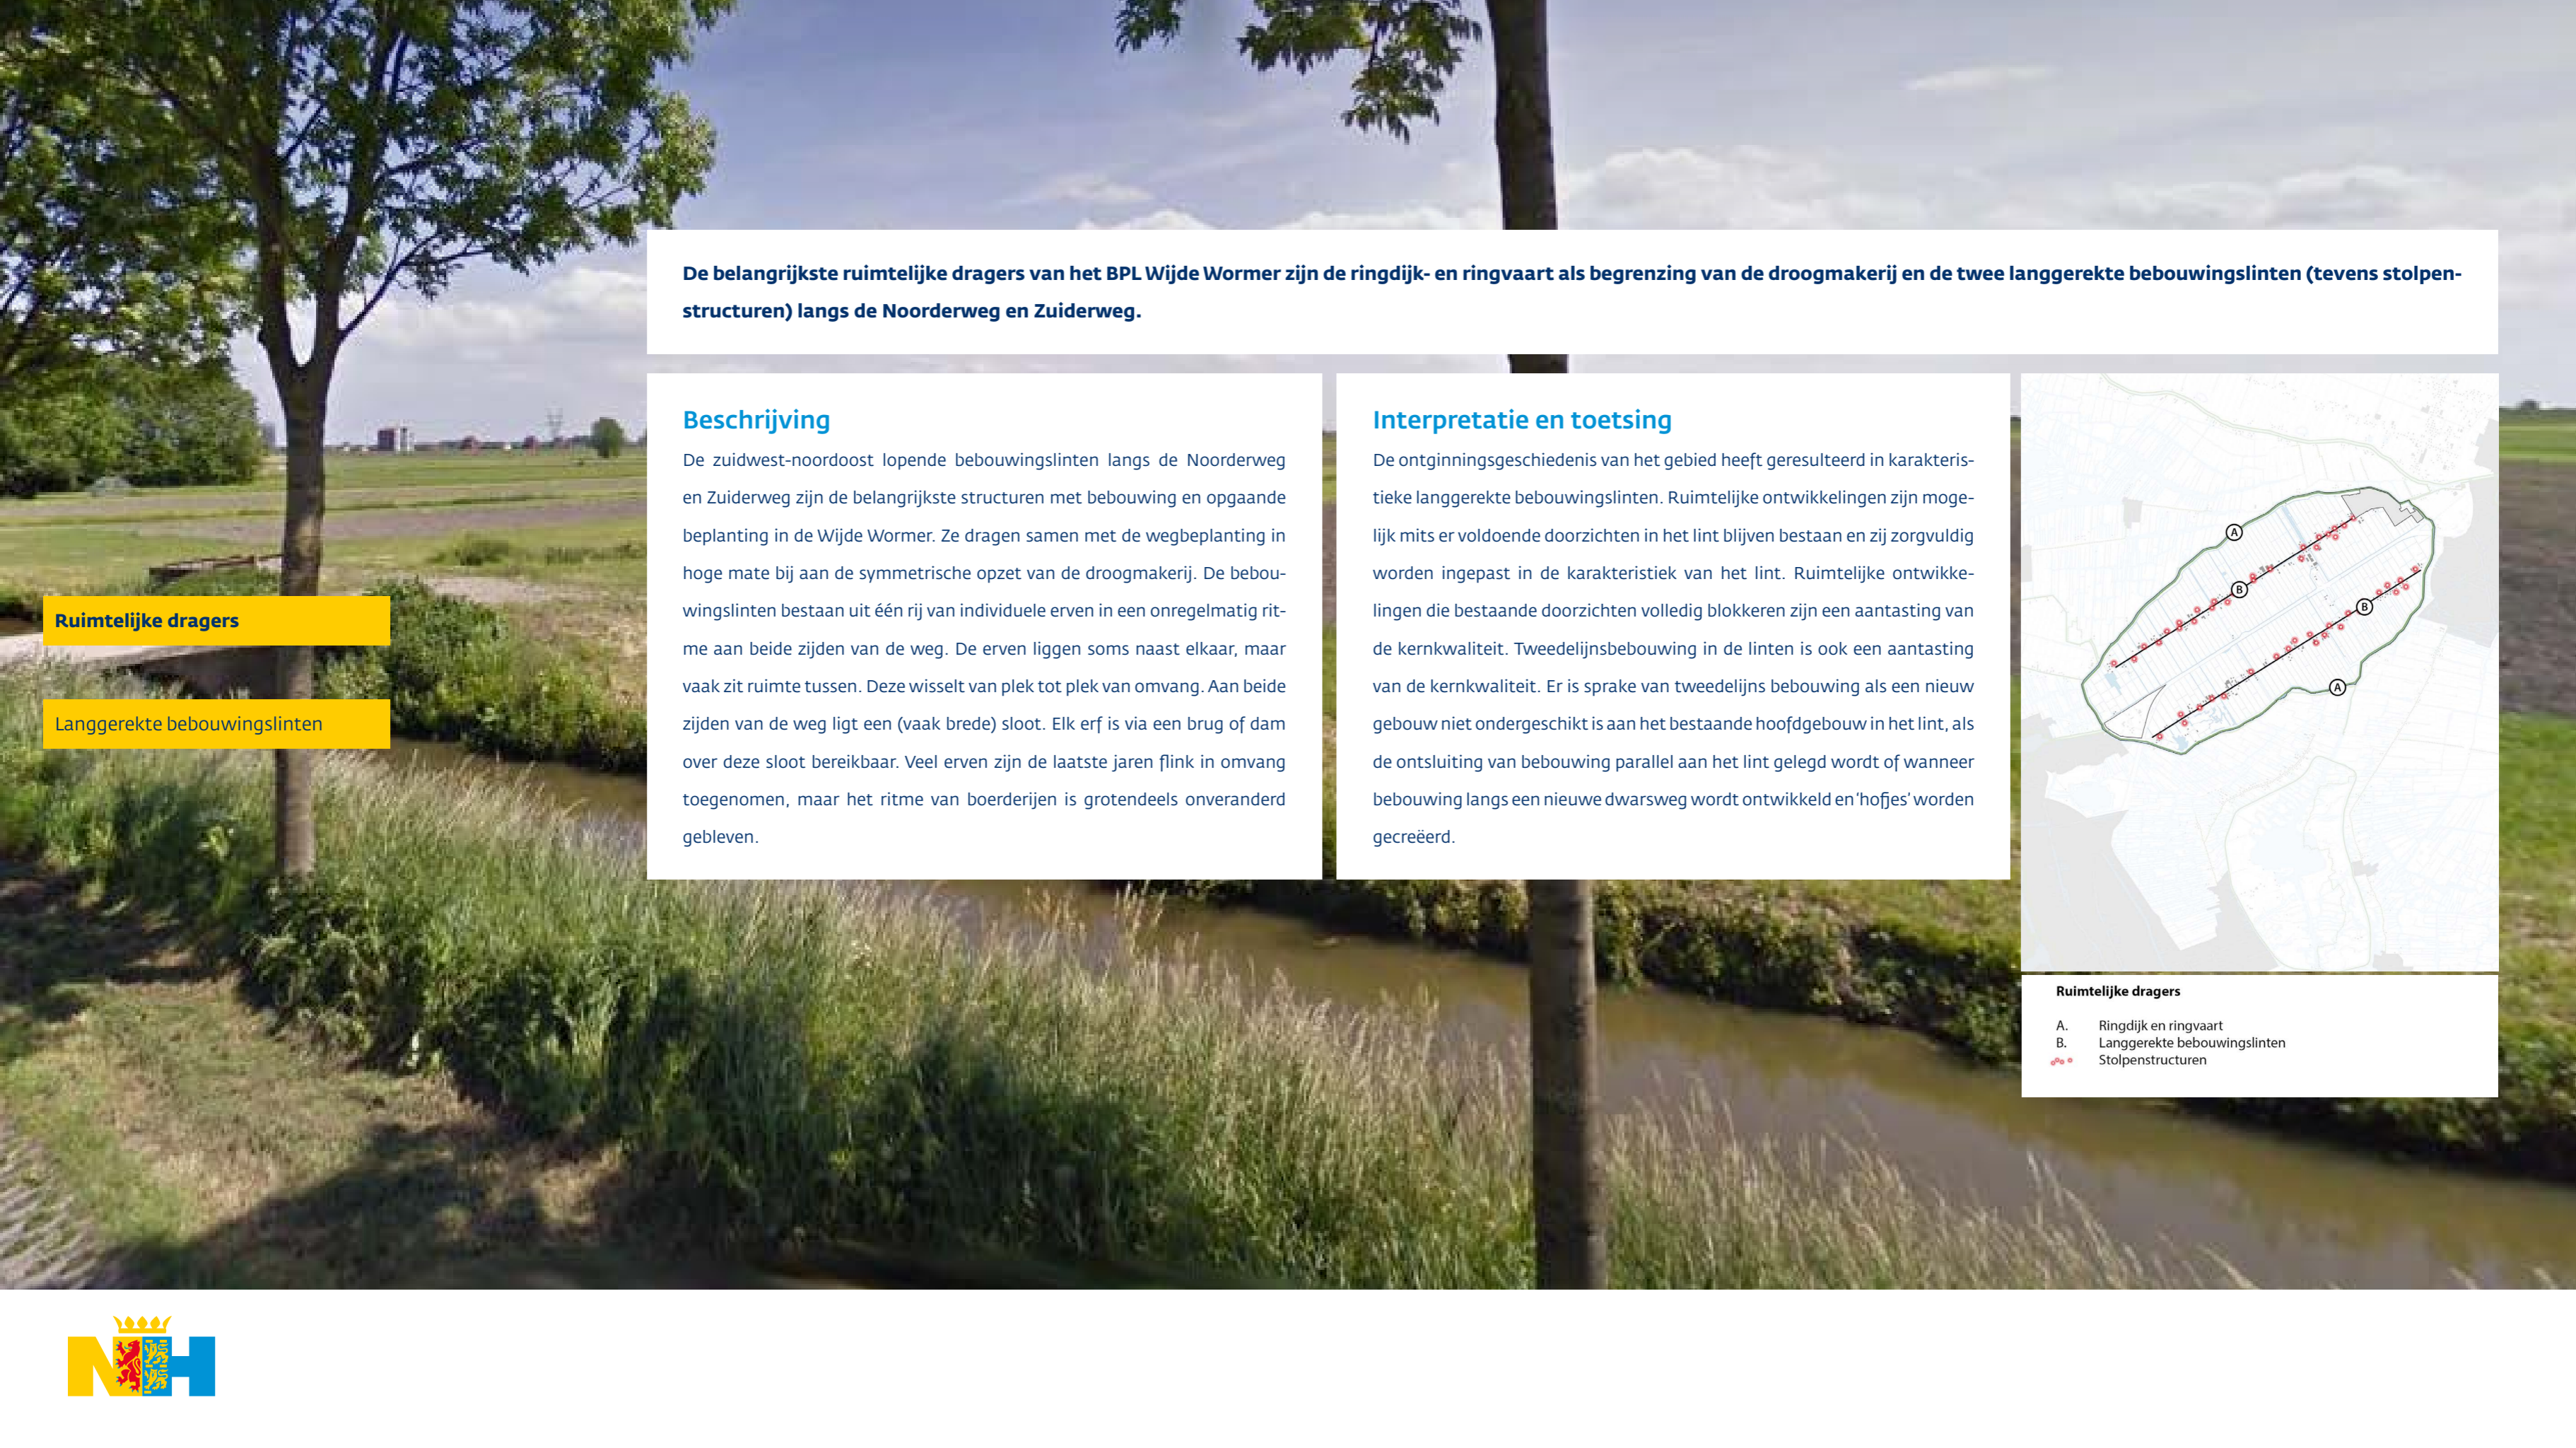 De belangrijkste ruimtelijke dragers van het BPL Wijde Wormer zijn de ringdijk- en ringvaart als begrenzing van de droogmakerij en de twee langgerekte bebouwingslinten (tevens stolpen-
structuren) langs de Noorderweg en Zuiderweg.
Ruimtelijke dragers
Langgerekte bebouwingslinten
Beschrijving
De zuidwest-noordoost lopende bebouwingslinten langs de Noorderweg
en Zuiderweg zijn de belangrijkste structuren met bebouwing en opgaande
beplanting in de Wijde Wormer. Ze dragen samen met de wegbeplanting in
hoge mate bij aan de symmetrische opzet van de droogmakerij. De bebou-
wingslinten bestaan uit één rij van individuele erven in een onregelmatig rit-
me aan beide zijden van de weg. De erven liggen soms naast elkaar, maar
vaak zit ruimte tussen. Deze wisselt van plek tot plek van omvang. Aan beide
zijden van de weg ligt een (vaak brede) sloot. Elk erf is via een brug of dam
over deze sloot bereikbaar. Veel erven zijn de laatste jaren flink in omvang
toegenomen, maar het ritme van boerderijen is grotendeels onveranderd
gebleven.
Interpretatie en toetsing
De ontginningsgeschiedenis van het gebied heeft geresulteerd in karakteris-
tieke langgerekte bebouwingslinten. Ruimtelijke ontwikkelingen zijn moge-
lijk mits er voldoende doorzichten in het lint blijven bestaan en zij zorgvuldig
worden ingepast in de karakteristiek van het lint. Ruimtelijke ontwikke-
lingen die bestaande doorzichten volledig blokkeren zijn een aantasting van
de kernkwaliteit. Tweedelijnsbebouwing in de linten is ook een aantasting
van de kernkwaliteit. Er is sprake van tweedelijns bebouwing als een nieuw
gebouw niet ondergeschikt is aan het bestaande hoofdgebouw in het lint, als
de ontsluiting van bebouwing parallel aan het lint gelegd wordt of wanneer
bebouwing langs een nieuwe dwarsweg wordt ontwikkeld en ‘hofjes’ worden
gecreëerd.
A
B
B
A
Ruimtelijke dragers
A. Ringdijk en ringvaart
B. Langgerekte bebouwingslinten
Stolpenstructuren
NH